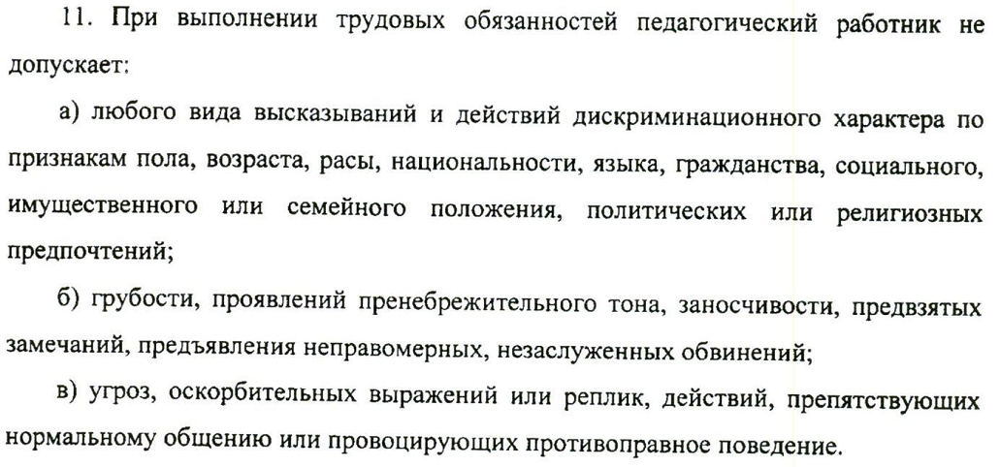 11. При выполнении трудовых обязанностей педагогический работник не
допускает:
а) любого вида высказываний и действий дискриминационного характера по
признакам пола, возраста, расы, национальности, языка, гражданства, социального,
имущественного или семейного положения, политических или религиозных
предпочтений;
б) грубости, проявлений пренебрежительного тона, заносчивости, предвзятых
замечаний, предъявления неправомерных, незаслуженных обвинений;
в) угроз, оскорбительных выражений или реплик, действий, препятствующих
нормальному общению или провоцирующих противоправное поведение.